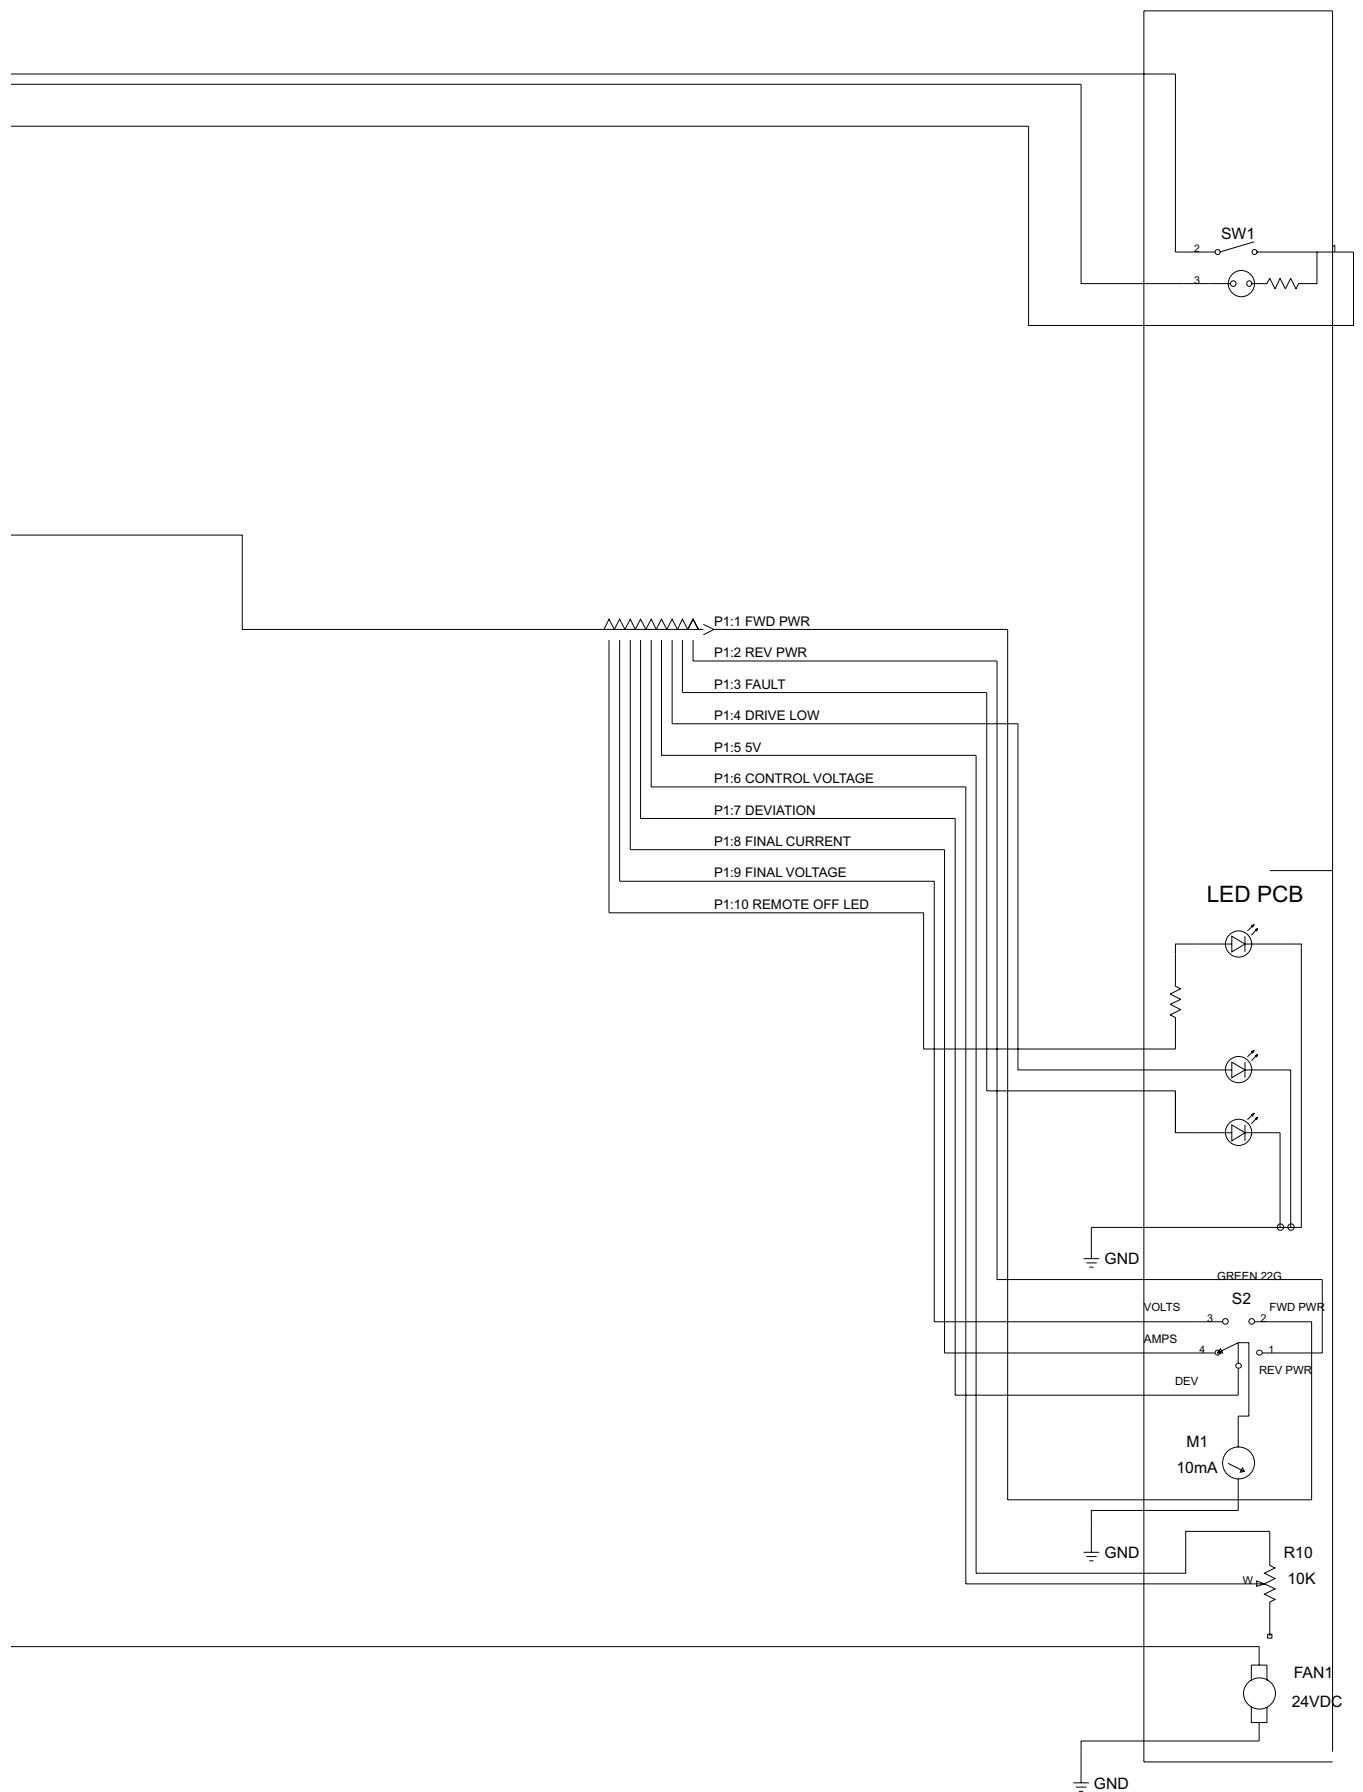 SW1
2
1
3
P1:1 FWD PWR
P1:2 REV PWR
P1:3 FAULT
P1:4 DRIVE LOW
P1:5 5V
P1:6 CONTROL VOLTAGE
P1:7 DEVIATION
P1:8 FINAL CURRENT
P1:9 FINAL VOLTAGE
LED PCB
P1:10 REMOTE OFF LED
GND
GREEN 22G
S2
VOLTS
FWD PWR
3
2
AMPS
4
1
REV PWR
DEV
M1
10mA
GND
R10
10K
W
FAN1
24VDC
GND